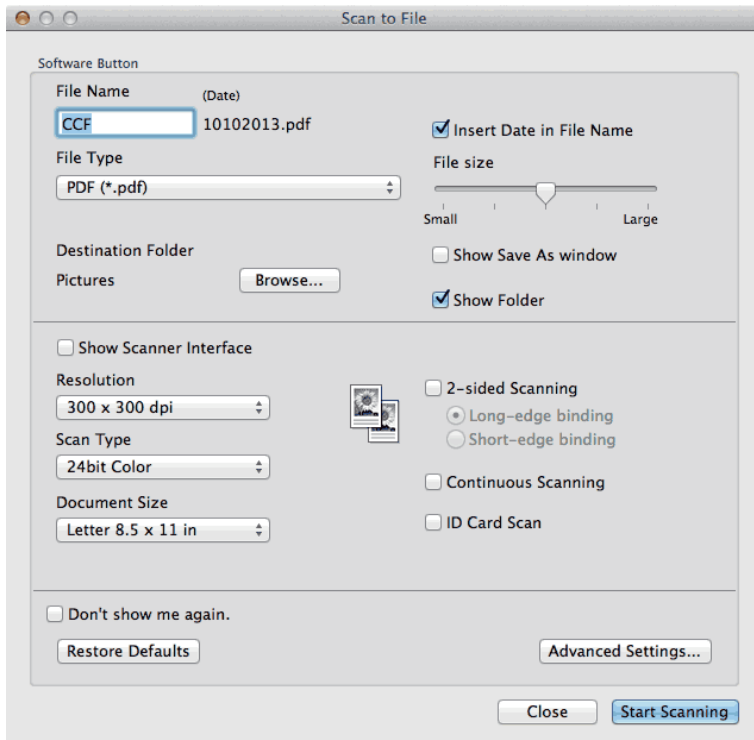 Scan to File
Software Button
File Name (Date)
CCF 10102013.pdf
Insert Date in File Name
File Type
PDF (*.pdf)
File size
Small Large
Destination Folder
Pictures Browse...
Show Save As window
Show Folder
Show Scanner Interface
Resolution
300 x 300 dpi
Scan Type
24bit Color
Document Size
Letter 8.5 x 11 in
2-sided Scanning
Long-edge binding
Short-edge binding
Continuous Scanning
ID Card Scan
Don't show me again.
Restore Defaults Advanced Settings...
Close Start Scanning